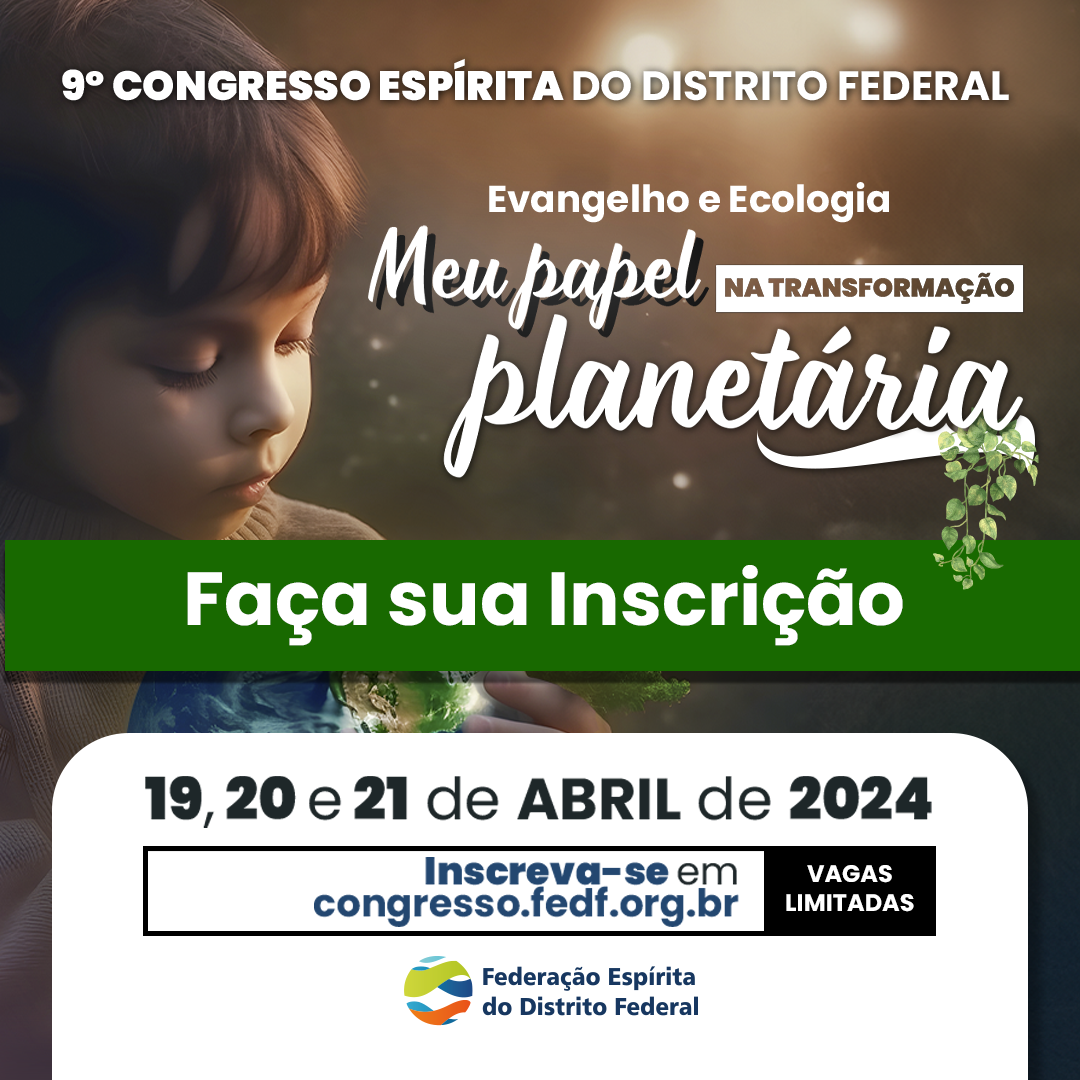 9º CONGRESSO ESPÍRITA DO DISTRITO FEDERAL
Evangelho e Ecologia
Meu papel NA TRANSFORMAÇÃO
planetária
Faça sua Inscrição
19, 20 e 21 de ABRIL de 2024
Inscreva-se em
congresso.fedf.org.br
VAGAS
LIMITADAS
Federação Espírita
do Distrito Federal